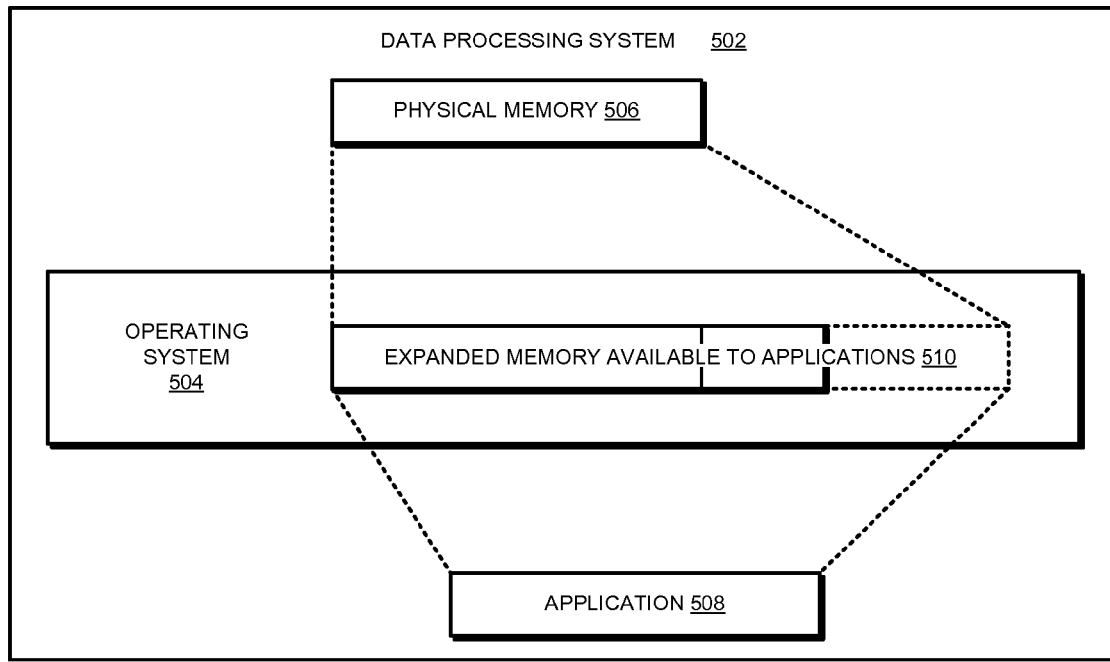 DATA PROCESSING SYSTEM 502
PHYSICAL MEMORY 506
OPERATING
SYSTEM
504
EXPANDED MEMORY AVAILABLE TO APPLICATIONS 510
APPLICATION 508